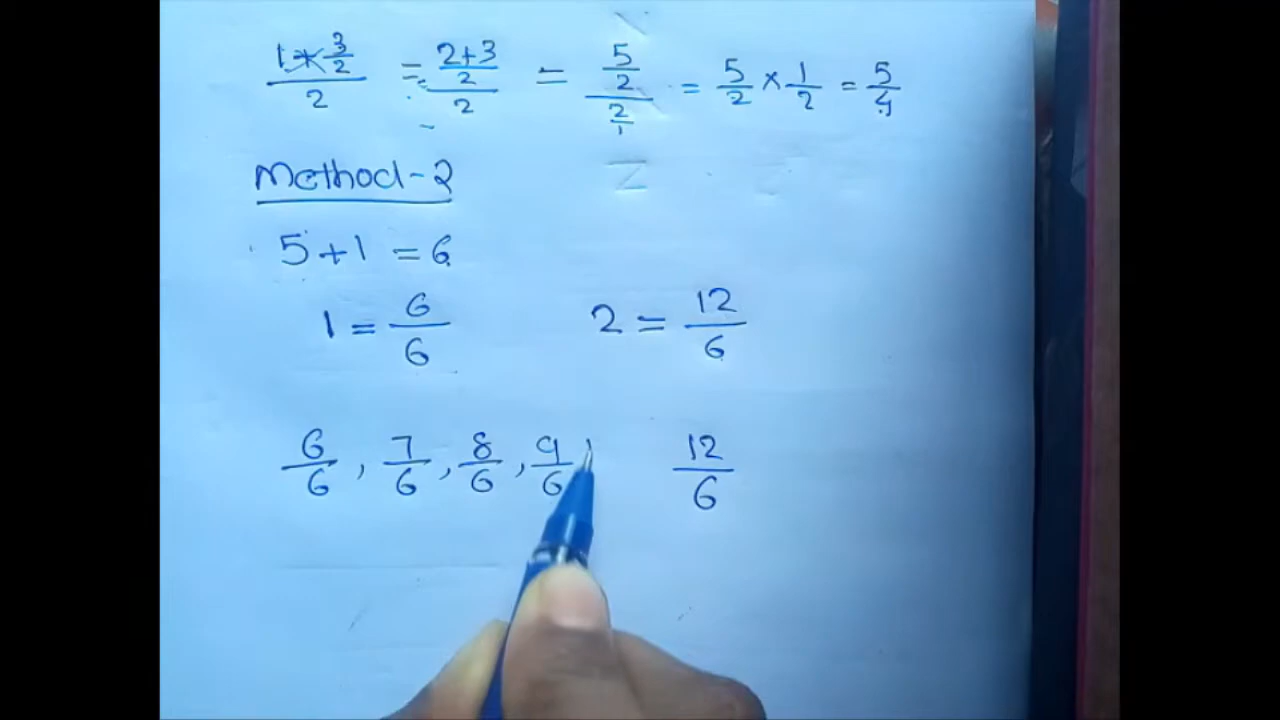 (1+3/2)/2 = ((2+3)/2)/2 = (5/2)/(2/1) = 5/2 × 1/2 = 5/4
Method-2
5+1 = 6
1 = 6/6 2 = 12/6
6/6, 7/6, 8/6, 9/6 1 12/6